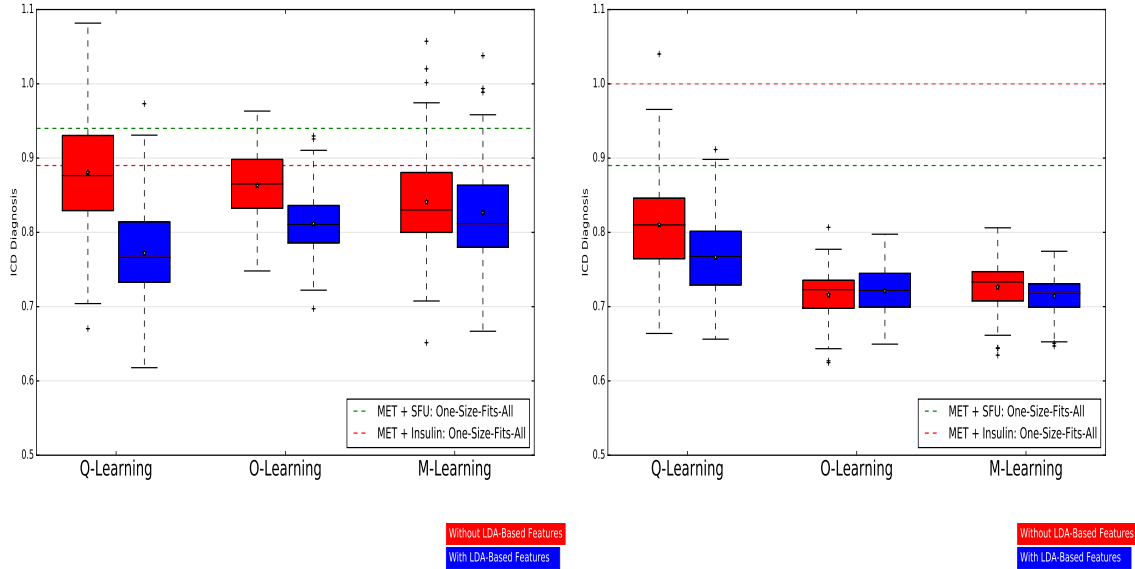 1.1
1.0
0.9
0.8
0.7
0.6
0.5
ICD Diagnosis
MET + SFU: One-Size-Fits-All
MET + Insulin: One-Size-Fits-All
Q-Learning O-Learning M-Learning
Without LDA-Based Features
With LDA-Based Features
1.1
1.0
0.9
0.8
0.7
0.6
0.5
ICD Diagnosis
MET + SFU: One-Size-Fits-All
MET + Insulin: One-Size-Fits-All
Q-Learning O-Learning M-Learning
Without LDA-Based Features
With LDA-Based Features